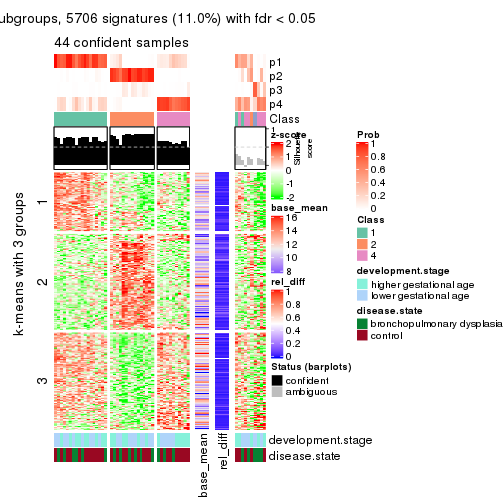 ubgroups, 5706 signatures (11.0%) with fdr < 0.05
44 confident samples
p1
p2
p3
p4
Class
1
Silhouette
score
z-score
2
1
0
-1
-2
base_mean
16
14
12
10
8
rel_diff
1
0.8
0.6
0.4
0.2
0
Status (barplots)
confident
ambiguous
Prob
1
0.8
0.6
0.4
0.2
0
Class
1
2
4
development.stage
higher gestational age
lower gestational age
disease.state
bronchopulmonary dysplasia
control
k-means with 3 groups
1
2
3
base_mean
rel_diff
development.stage
disease.state